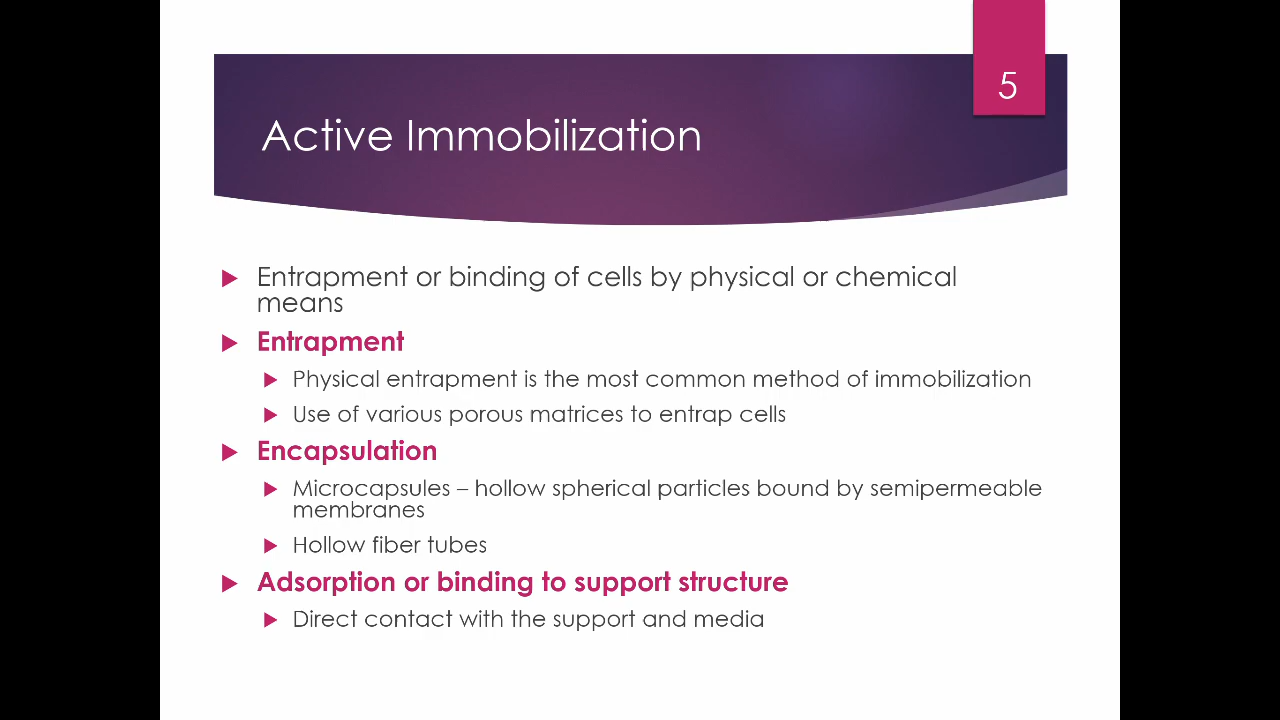 5
Active Immobilization
Entrapment or binding of cells by physical or chemical
means
Entrapment
Physical entrapment is the most common method of immobilization
Use of various porous matrices to entrap cells
Encapsulation
Microcapsules – hollow spherical particles bound by semipermeable
membranes
Hollow fiber tubes
Adsorption or binding to support structure
Direct contact with the support and media